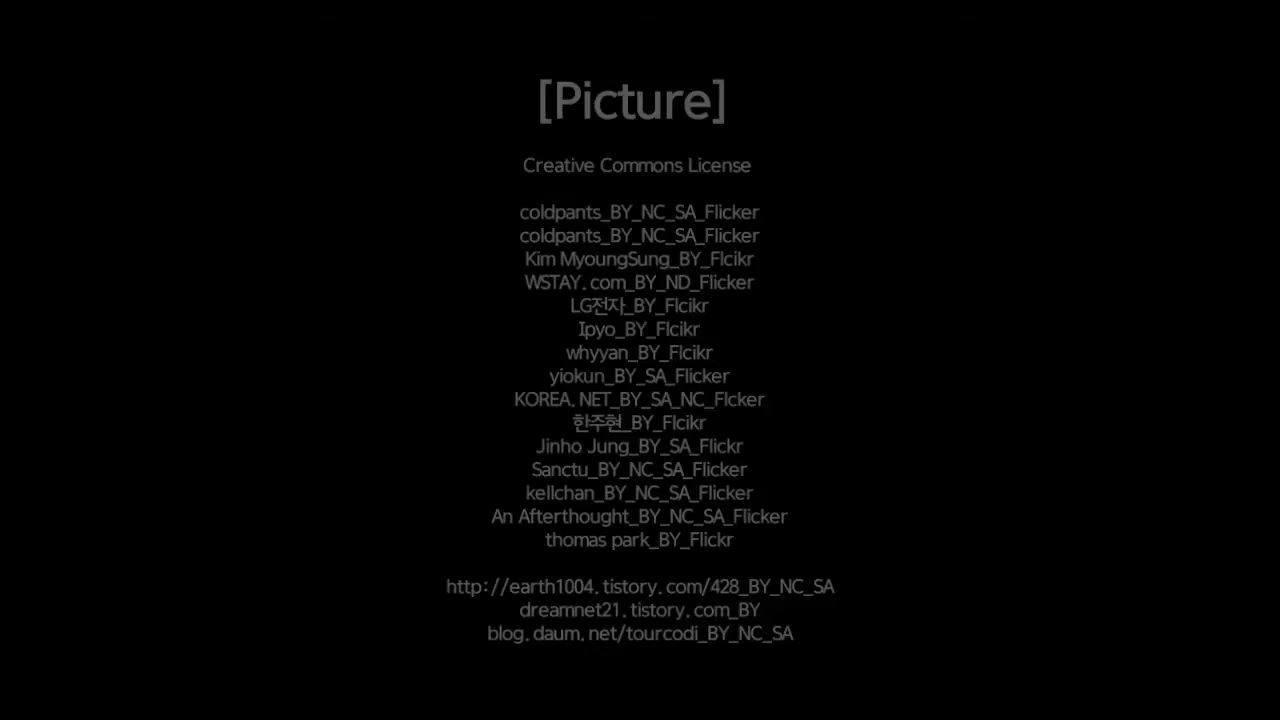 [Picture]
Creative Commons License
coldpants_BY_NC_SA_Flicker
coldpants_BY_NC_SA_Flicker
Kim MyoungSung_BY_Flcikr
WSTAY.com_BY_ND_Flicker
LG전자_BY_Flcikr
Ipyo_BY_Flcikr
whyyan_BY_Flcikr
yiokun_BY_SA_Flicker
KOREA.NET_BY_SA_NC_Flcker
한주현_BY_Flcikr
Jinho Jung_BY_SA_Flickr
Sanctu_BY_NC_SA_Flicker
kellchan_BY_NC_SA_Flicker
An Afterthought_BY_NC_SA_Flicker
thomas park_BY_Flickr
http://earth1004.tistory.com/428_BY_NC_SA
dreamnet21.tistory.com_BY
blog.daum.net/tourcodi_BY_NC_SA